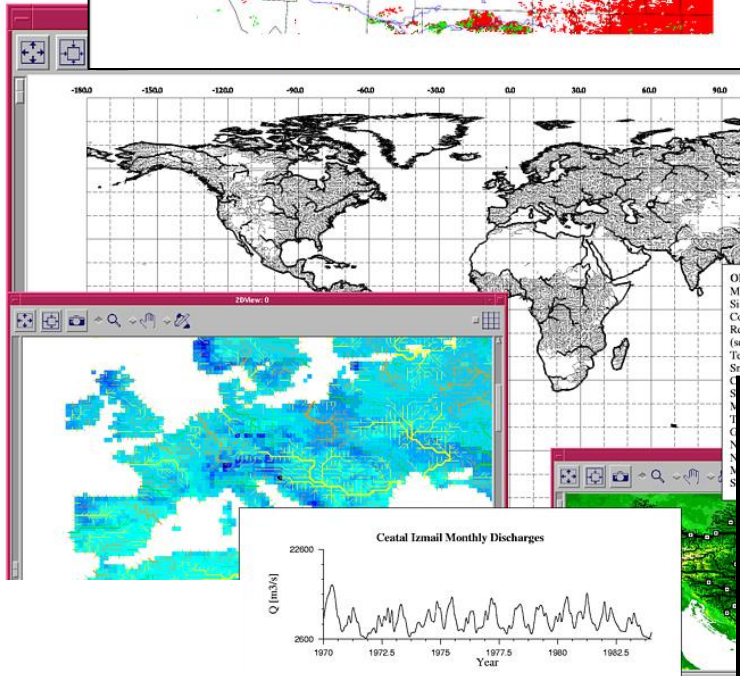 -180.0 -150.0 -120.0 -90.0 -60.0 -30.0 0.0 30.0 60.0 90.0
2DView: 0
Ceatal Izmail Monthly Discharges
22600
Q [m3/s]
2600
1970 1972.5 1975 1977.5 1980 1982.5
Year